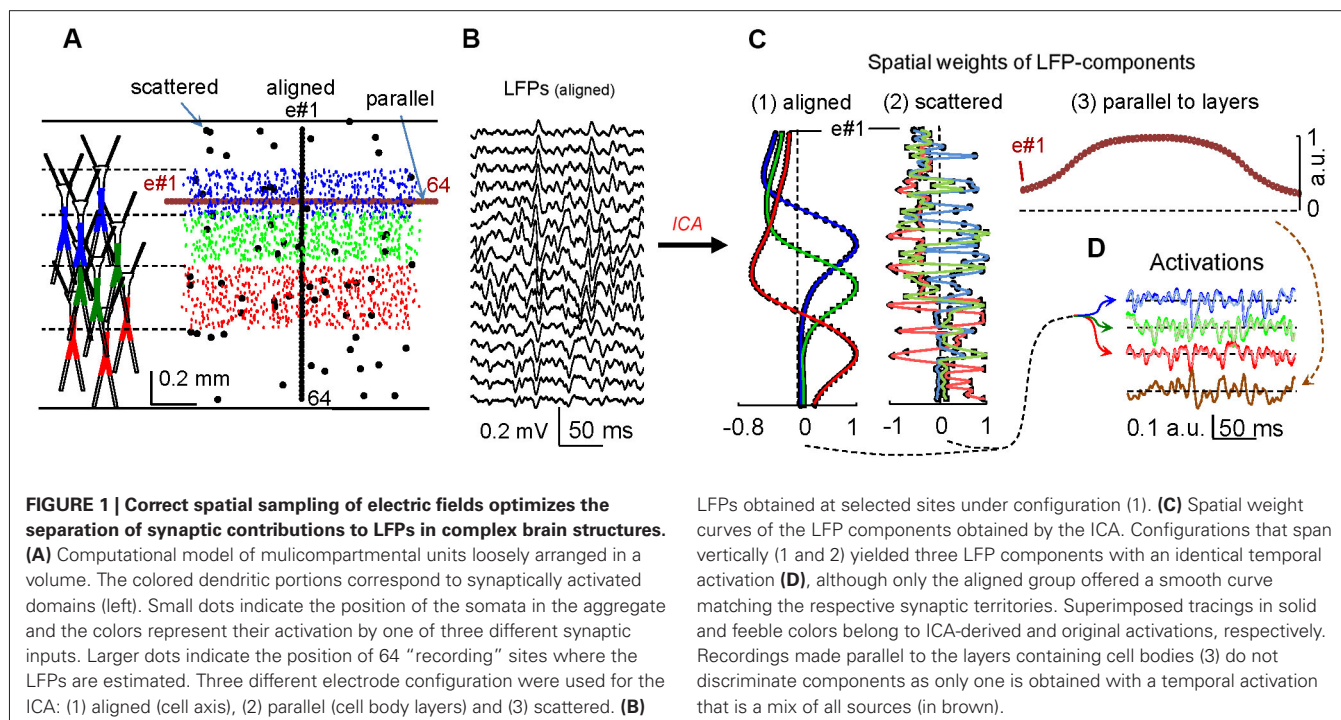 A
B
C
Spatial weights of LFP-components
scattered
aligned
e#1
parallel
LFPs (aligned)
(1) aligned
(2) scattered
(3) parallel to layers
e#1
e#1
1
a.u.
0
e#1
64
ICA
D
Activations
0.2 mm
64
0.2 mV
50 ms
-0.8
0
1
-1
0
1
0.1 a.u.
50 ms
FIGURE 1 | Correct spatial sampling of electric fields optimizes the
separation of synaptic contributions to LFPs in complex brain structures.
(A) Computational model of mulicompartmental units loosely arranged in a
volume. The colored dendritic portions correspond to synaptically activated
domains (left). Small dots indicate the position of the somata in the aggregate
and the colors represent their activation by one of three different synaptic
inputs. Larger dots indicate the position of 64 "recording" sites where the
LFPs are estimated. Three different electrode configuration were used for the
ICA: (1) aligned (cell axis), (2) parallel (cell body layers) and (3) scattered. (B)
LFPs obtained at selected sites under configuration (1). (C) Spatial weight
curves of the LFP components obtained by the ICA. Configurations that span
vertically (1 and 2) yielded three LFP components with an identical temporal
activation (D), although only the aligned group offered a smooth curve
matching the respective synaptic territories. Superimposed tracings in solid
and feeble colors belong to ICA-derived and original activations, respectively.
Recordings made parallel to the layers containing cell bodies (3) do not
discriminate components as only one is obtained with a temporal activation
that is a mix of all sources (in brown).